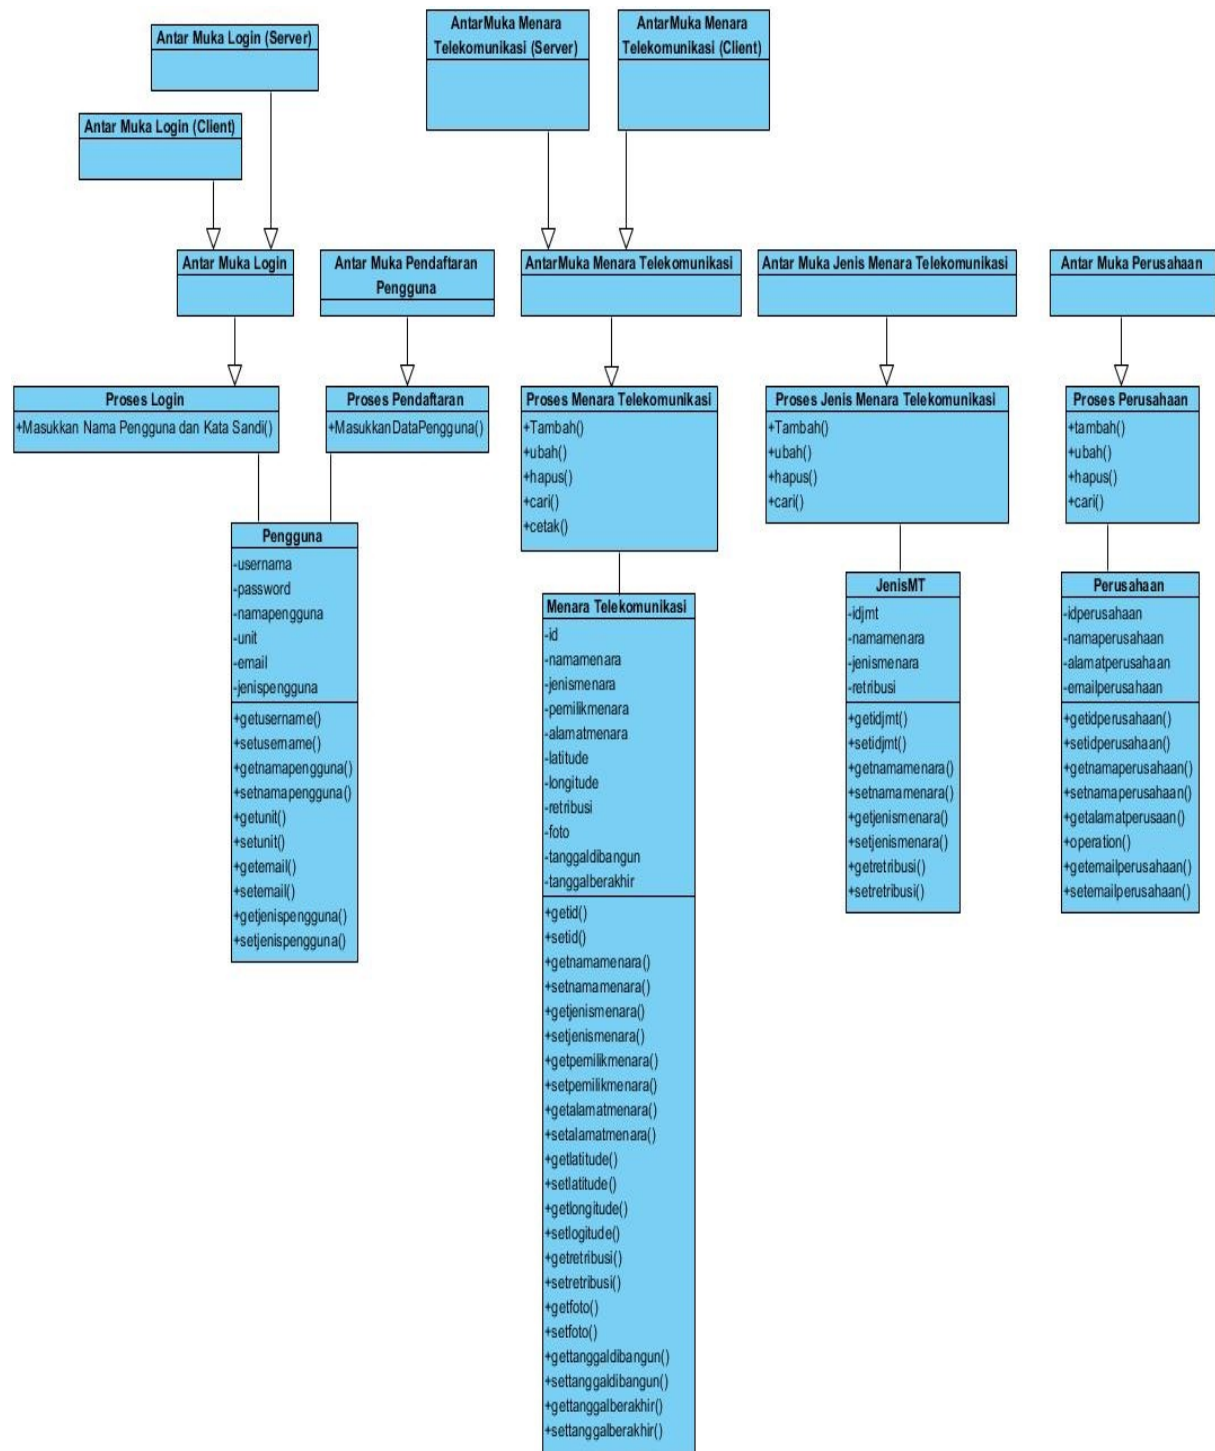 Antar Muka Login (Server)
AntarMuka Menara
Telekomunikasi (Server)
AntarMuka Menara
Telekomunikasi (Client)
Antar Muka Login (Client)
Antar Muka Login
Antar Muka Pendaftaran
Pengguna
AntarMuka Menara Telekomunikasi
Antar Muka Jenis Menara Telekomunikasi
Antar Muka Perusahaan
Proses Login
+Masukkan Nama Pengguna dan Kata Sandi()
Proses Pendaftaran
+MasukkanDataPengguna()
Proses Menara Telekomunikasi
+Tambah()
+ubah()
+hapus()
+cari()
+cetak()
Proses Jenis Menara Telekomunikasi
+Tambah()
+ubah()
+hapus()
+cari()
Proses Perusahaan
+tambah()
+ubah()
+hapus()
+cari()
Pengguna
-usernama
-password
-namapengguna
-unit
-email
-jenispengguna
+getusername()
+setusername()
+getnamapengguna()
+setnamapengguna()
+getunit()
+setunit()
+getemail()
+setemail()
+getjenispengguna()
+setjenispengguna()
Menara Telekomunikasi
-id
-namamenara
-jenismenara
-pemilikmenara
-alamatmenara
-latitude
-longitude
-retribusi
-foto
-tanggaldibangun
-tanggalberakhir
+getid()
+setid()
+getnamamenara()
+setnamamenara()
+getjenismenara()
+setjenismenara()
+getpemilikmenara()
+setpemilikmenara()
+getalamatmenara()
+setalamatmenara()
+getlatitude()
+setlatitude()
+getlongitude()
+setlogitude()
+getretribusi()
+setretribusi()
+getfoto()
+setfoto()
+gettanggaldibangun()
+settanggaldibangun()
+gettanggalberakhir()
+settanggalberakhir()
JenisMT
-idjmt
-namamenara
-jenismenara
-retribusi
+getidjmt()
+setidjmt()
+getnamamenara()
+setnamamenara()
+getjenismenara()
+setjenismenara()
+getretribusi()
+setretribusi()
Perusahaan
-idperusahaan
-namaperusahaan
-alamatperusahaan
-emailperusahaan
+getidperusahaan()
+setidperusahaan()
+getnamaperusahaan()
+setnamaperusahaan()
+getalamatperusaan()
+operation()
+getemailperusahaan()
+setemailperusahaan()